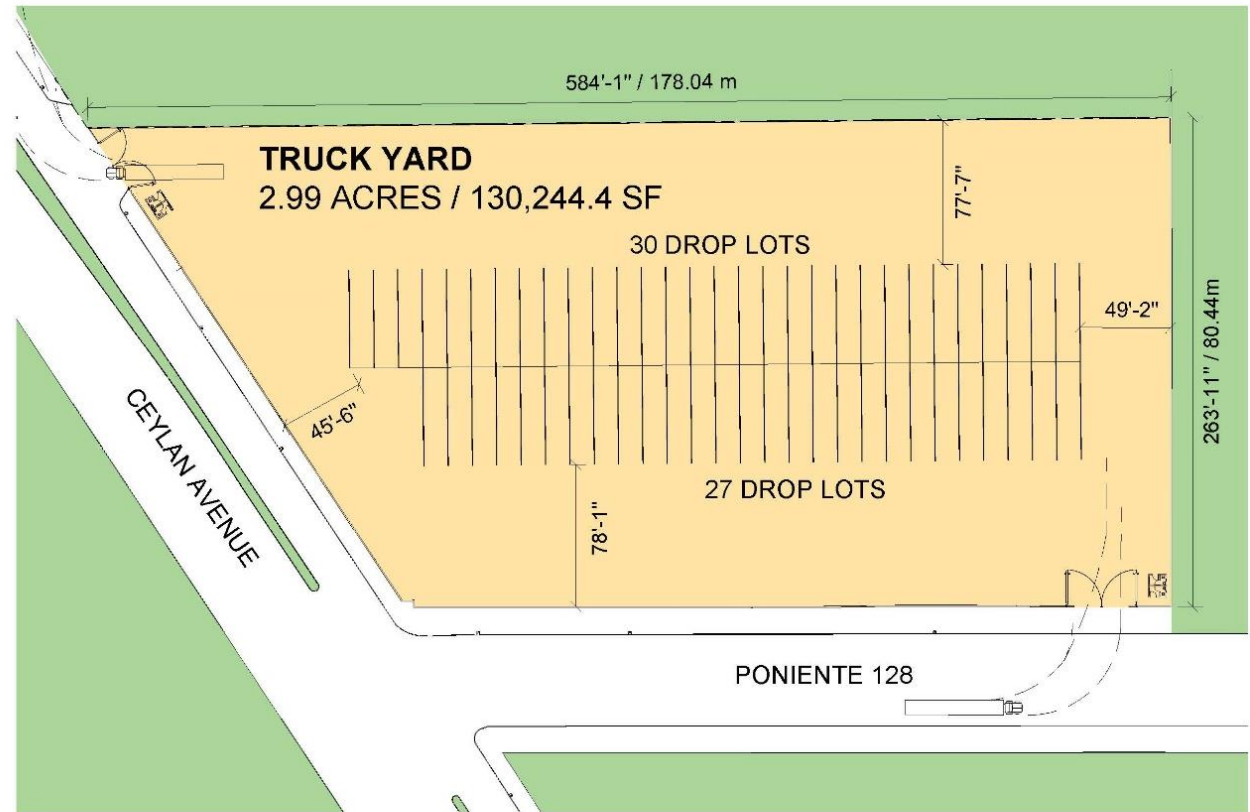 584'-1" / 178.04 m
TRUCK YARD
2.99 ACRES / 130,244.4 SF
77'-7"
30 DROP LOTS
49'-2"
263'-11" / 80.44m
45'-6"
CEYLAN AVENUE
27 DROP LOTS
78'-1"
PONIENTE 128